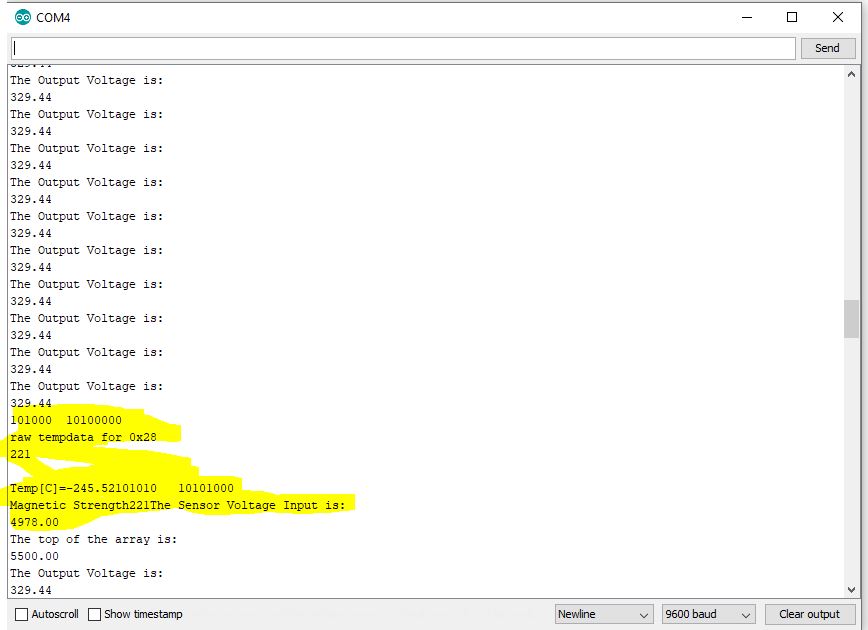 COM4
Send
329.44
The Output Voltage is:
329.44
The Output Voltage is:
329.44
The Output Voltage is:
329.44
The Output Voltage is:
329.44
The Output Voltage is:
329.44
The Output Voltage is:
329.44
The Output Voltage is:
329.44
The Output Voltage is:
329.44
The Output Voltage is:
329.44
The Output Voltage is:
329.44
101000  10100000
raw tempdata for 0x28
221
Temp[C]=-245.52101010   10101000
Magnetic Strength221The Sensor Voltage Input is:
4978.00
The top of the array is:
5500.00
The Output Voltage is:
329.44
Autoscroll Show timestamp Newline 9600 baud Clear output